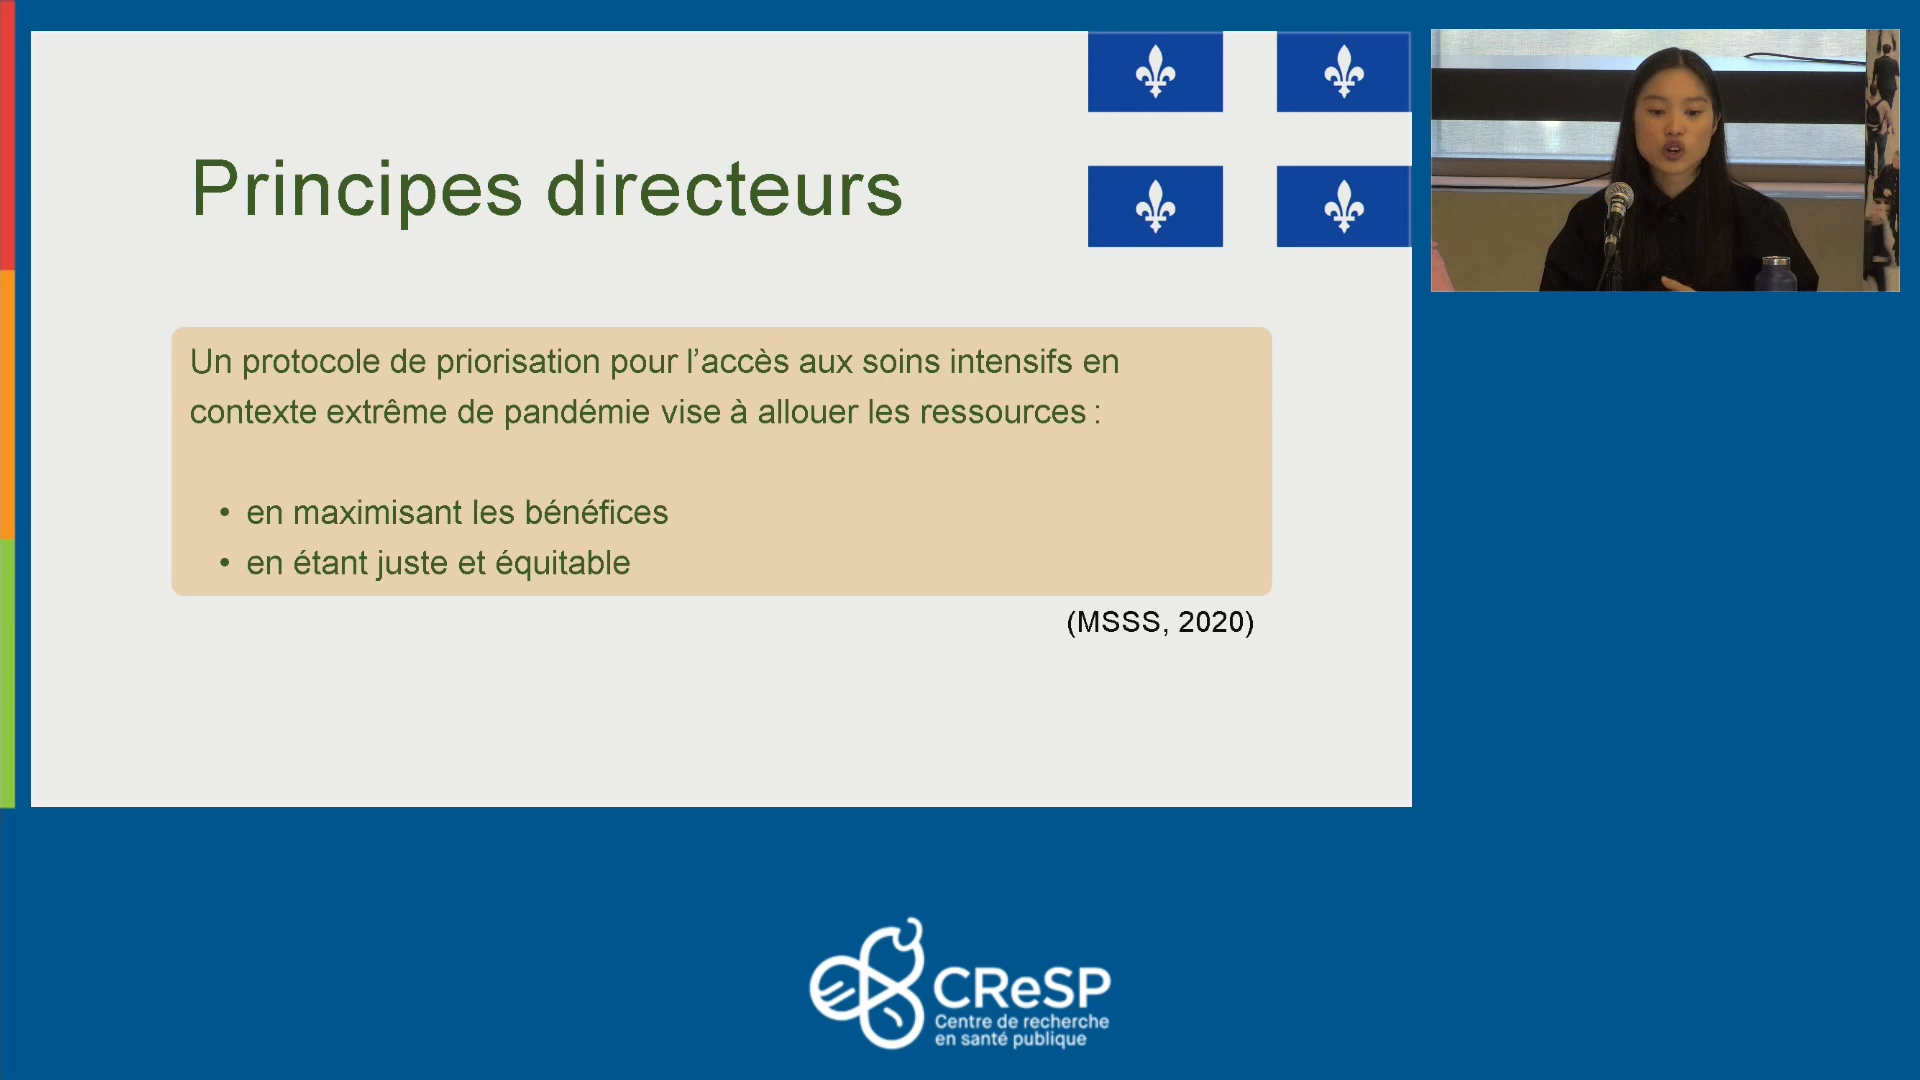 Principes directeurs
Un protocole de priorisation pour l’accès aux soins intensifs en
contexte extrême de pandémie vise à allouer les ressources :
• en maximisant les bénéfices
• en étant juste et équitable
(MSSS, 2020)
CReSP
Centre de recherche
en santé publique